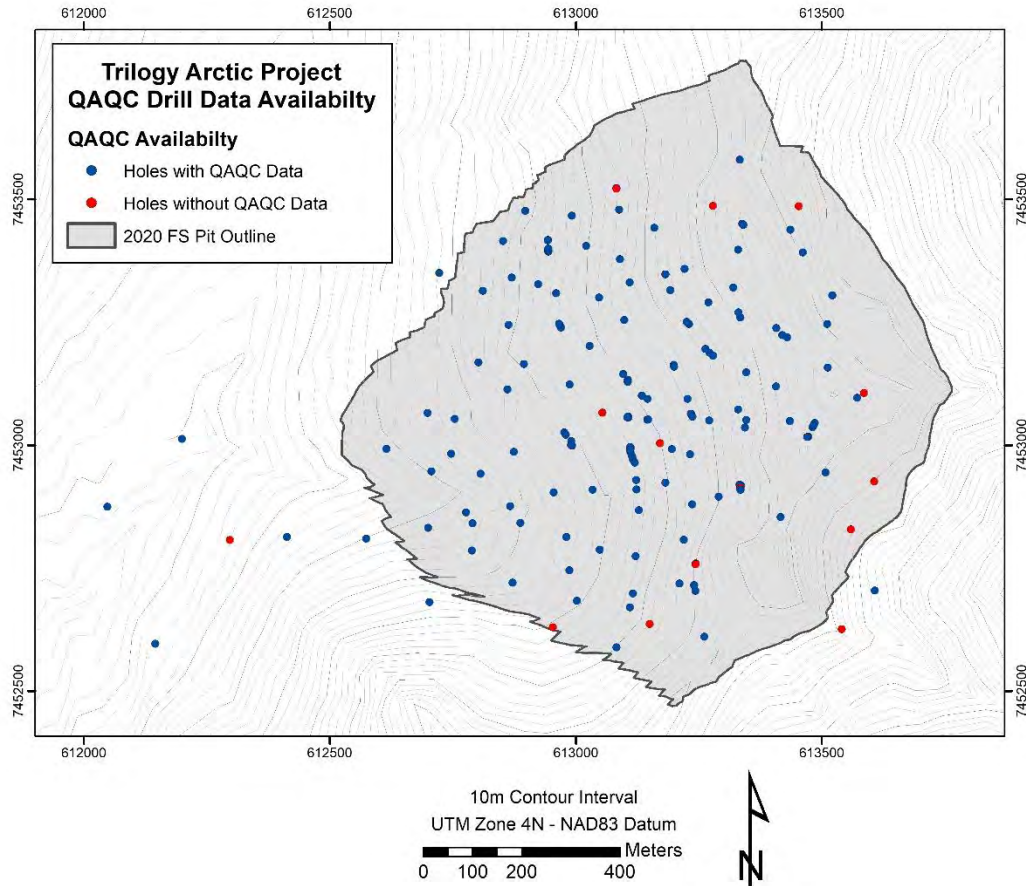 612000 612500 613000 613500
Trilogy Arctic Project
QAQC Drill Data Availabilty
QAQC Availabilty
Holes with QAQC Data
Holes without QAQC Data
2020 FS Pit Outline
7453500 7453500
7453000 7453000
7452500 7452500
612000 612500 613000 613500
10m Contour Interval
UTM Zone 4N - NAD83 Datum
Meters
0 100 200 400
N